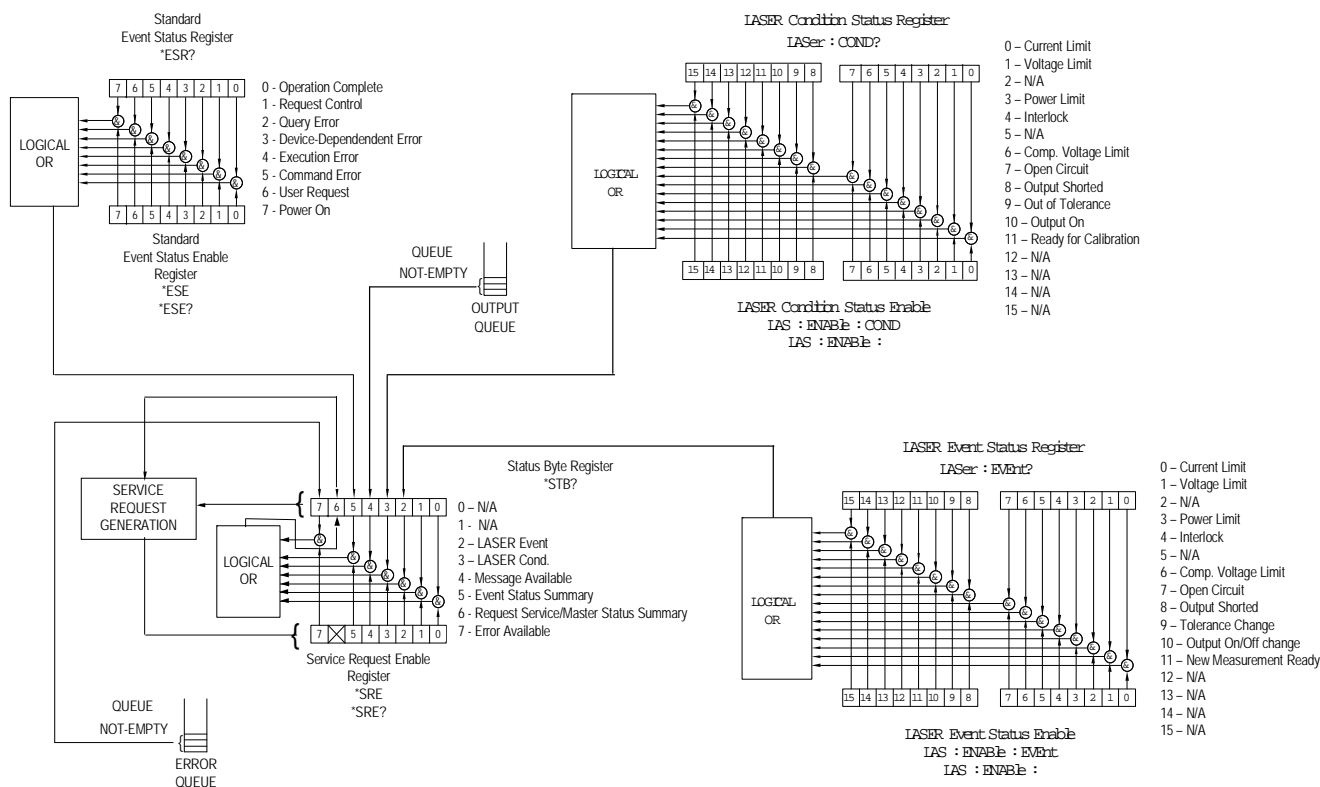 Standard
Event Status Register
*ESR?
7 6 5 4 3 2 1 0
0 - Operation Complete
1 - Request Control
2 - Query Error
3 - Device-Dependendent Error
4 - Execution Error
5 - Command Error
6 - User Request
7 - Power On
LOGICAL
OR
& & & & & & & &
7 6 5 4 3 2 1 0
Standard
Event Status Enable
Register
*ESE
*ESE?
QUEUE
NOT-EMPTY
OUTPUT
QUEUE
LASER Condition Status Register
LASer : COND?
15 14 13 12 11 10 9 8 7 6 5 4 3 2 1 0
LOGICAL
OR
& & & & & & & & & & & & & & & &
15 14 13 12 11 10 9 8 7 6 5 4 3 2 1 0
LASER Condition Status Enable
LAS : ENABle : COND
LAS : ENABle :
0 – Current Limit
1 – Voltage Limit
2 – N/A
3 – Power Limit
4 – Interlock
5 – N/A
6 – Comp. Voltage Limit
7 – Open Circuit
8 – Output Shorted
9 – Out of Tolerance
10 – Output On
11 – Ready for Calibration
12 – N/A
13 – N/A
14 – N/A
15 – N/A
SERVICE
REQUEST
GENERATION
Status Byte Register
*STB?
{ 7 6 5 4 3 2 1 0
LOGICAL
OR
& & & & & & &
0 – N/A
1 - N/A
2 – LASER Event
3 – LASER Cond.
4 - Message Available
5 - Event Status Summary
6 - Request Service/Master Status Summary
7 - Error Available
{ 7 5 4 3 2 1 0
Service Request Enable
Register
*SRE
*SRE?
QUEUE
NOT-EMPTY
ERROR
QUEUE
LASER Event Status Register
LASer : EVEnt?
15 14 13 12 11 10 9 8 7 6 5 4 3 2 1 0
LOGICAL
OR
& & & & & & & & & & & & & & & &
15 14 13 12 11 10 9 8 7 6 5 4 3 2 1 0
LASER Event Status Enable
LAS : ENABle : EVEnt
LAS : ENABle :
0 – Current Limit
1 – Voltage Limit
2 – N/A
3 – Power Limit
4 – Interlock
5 – N/A
6 – Comp. Voltage Limit
7 – Open Circuit
8 – Output Shorted
9 – Tolerance Change
10 – Output On/Off change
11 – New Measurement Ready
12 – N/A
13 – N/A
14 – N/A
15 – N/A